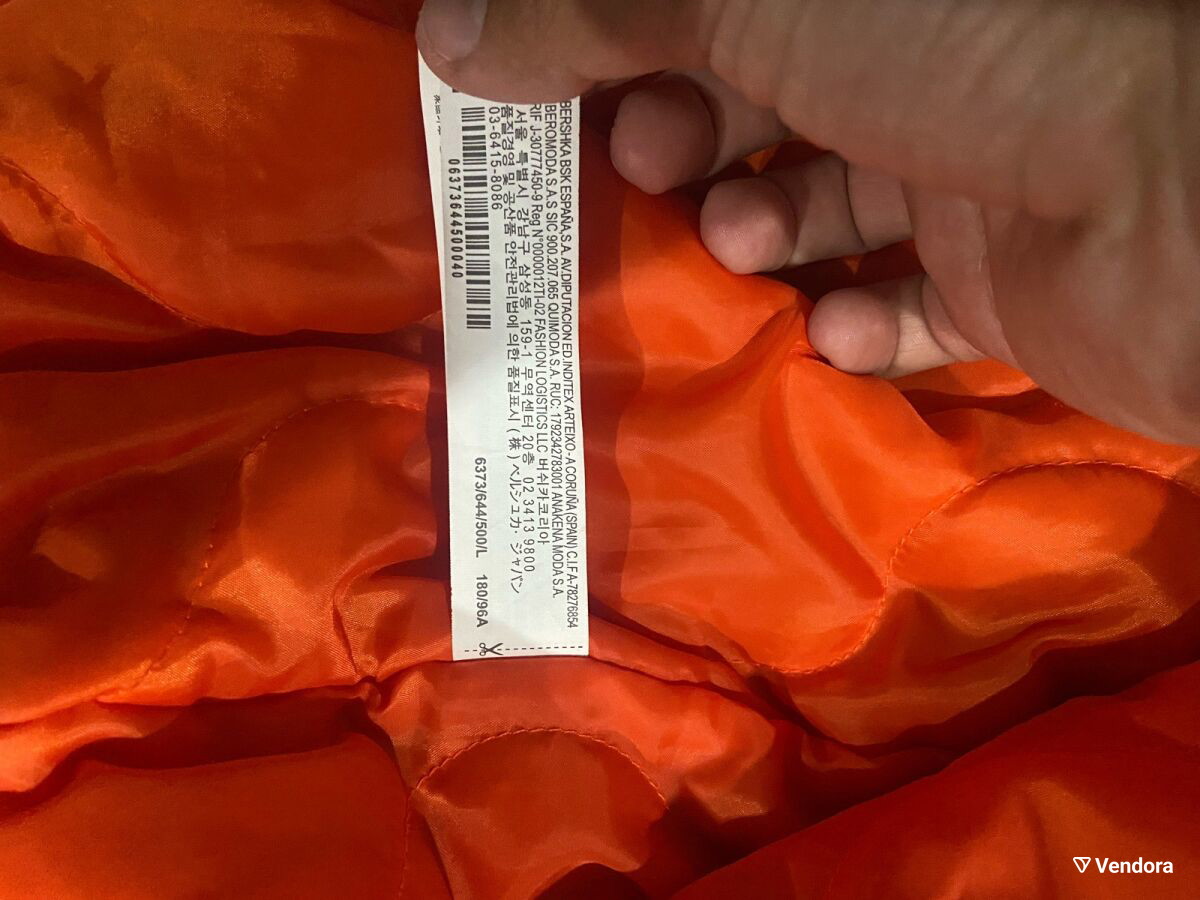 BERSHKA BSK ESPAÑA, S.A. AV.DIPUTACION ED.INDITEX ARTEIXO-A CORUÑA (SPAIN) C.I.F A-78276854
BEROMODA S.A.S SIC 900.207.065 QUIMODA S.A. RUC: 1792342783001 ANAKENA MODA S.A.
RIF J-30777450-9 Reg N°0000012TI-02 FASHION LOGISTICS LLC 버쉬카코리아
서울 특별시 강남구 삼성동 159-1 무역센터 20층 02 3413 9800
품질경영 및 공산품 안전관리법에 의한 품질표시 (株) ベルシュカ・ジャパン
03-6415-8086
06373644500040
6373/644/500/L 180/96A
Vendora